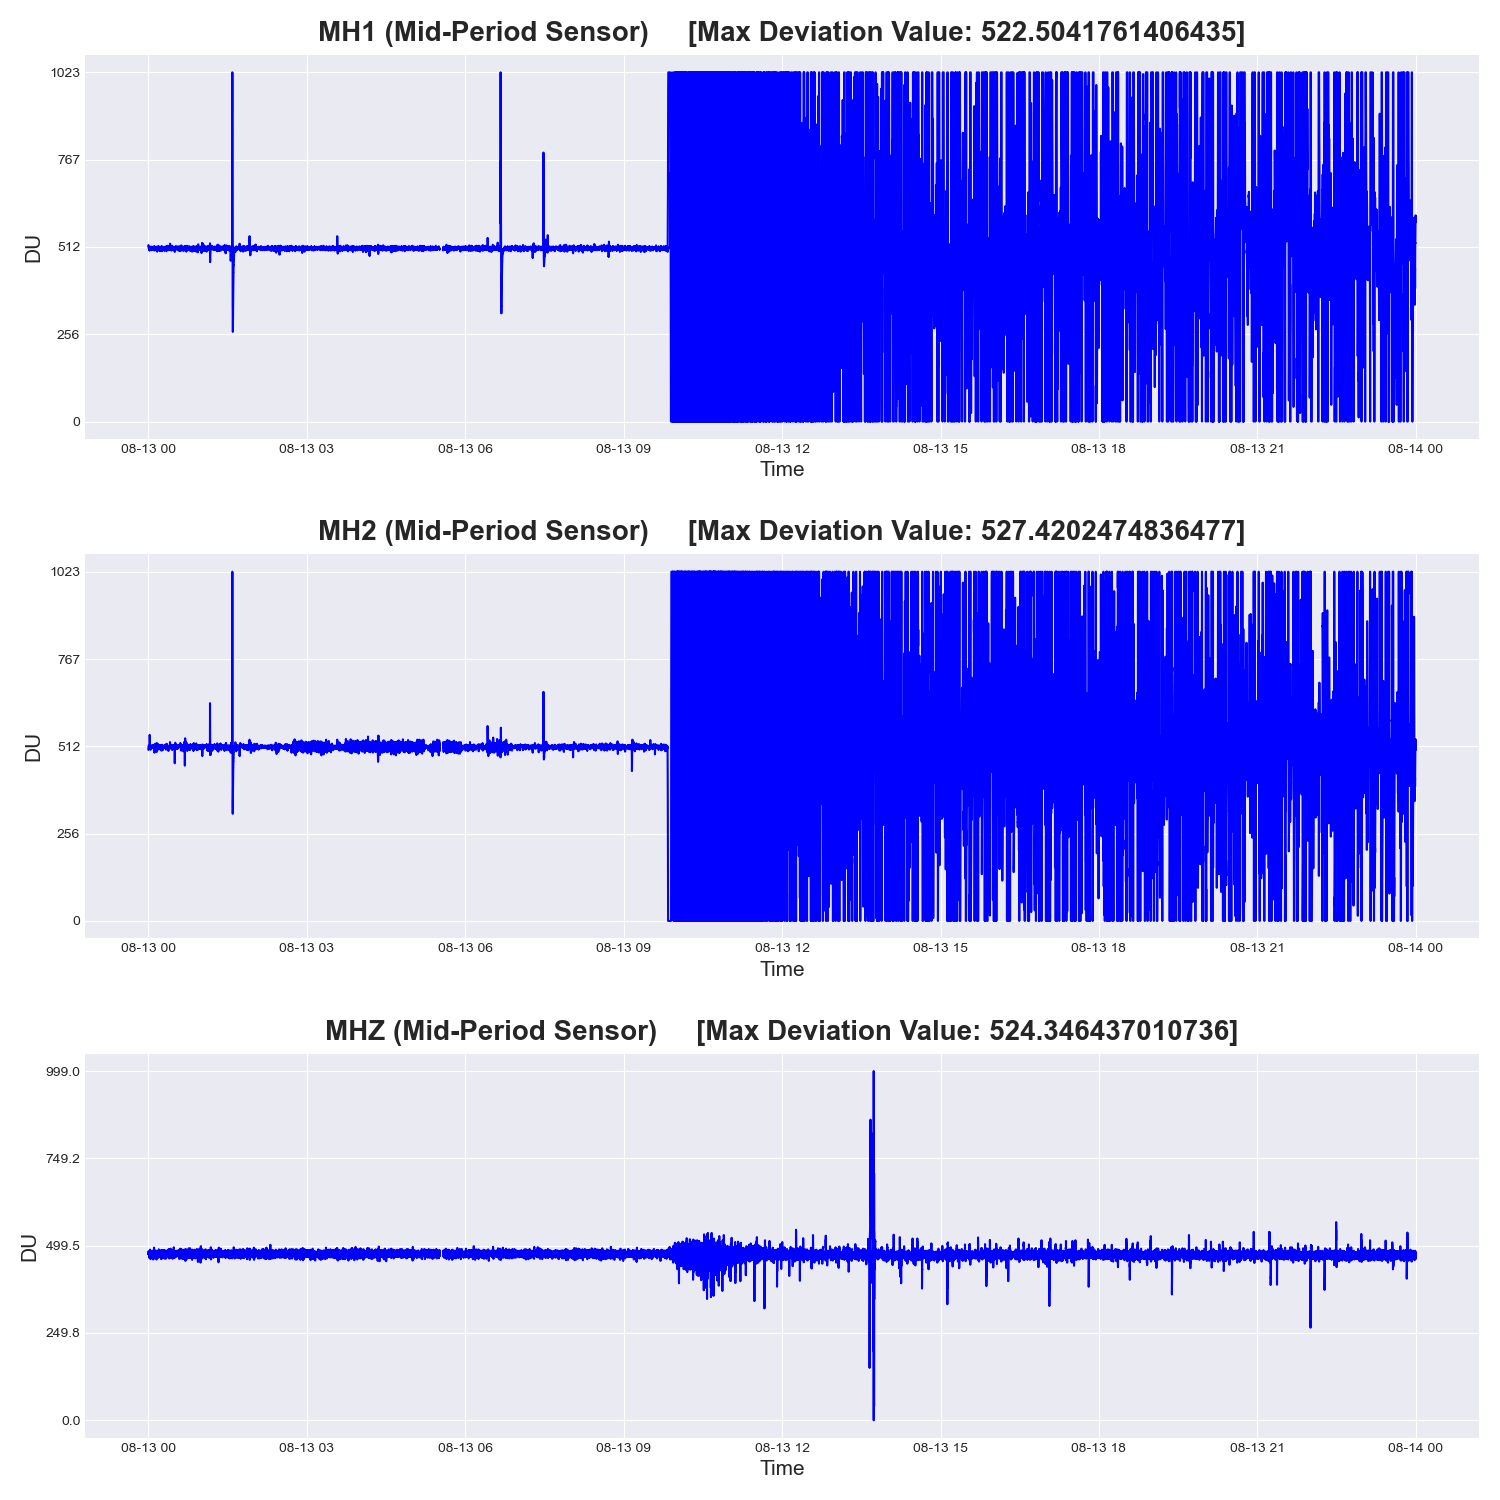 MH1 (Mid-Period Sensor) [Max Deviation Value: 522.5041761406435]
1023
767
512
256
0
DU
08-13 00 08-13 03 08-13 06 08-13 09 08-13 12 08-13 15 08-13 18 08-13 21 08-14 00
Time
MH2 (Mid-Period Sensor) [Max Deviation Value: 527.4202474836477]
1023
767
512
256
0
DU
08-13 00 08-13 03 08-13 06 08-13 09 08-13 12 08-13 15 08-13 18 08-13 21 08-14 00
Time
MHZ (Mid-Period Sensor) [Max Deviation Value: 524.346437010736]
999.0
749.2
499.5
249.8
0.0
DU
08-13 00 08-13 03 08-13 06 08-13 09 08-13 12 08-13 15 08-13 18 08-13 21 08-14 00
Time